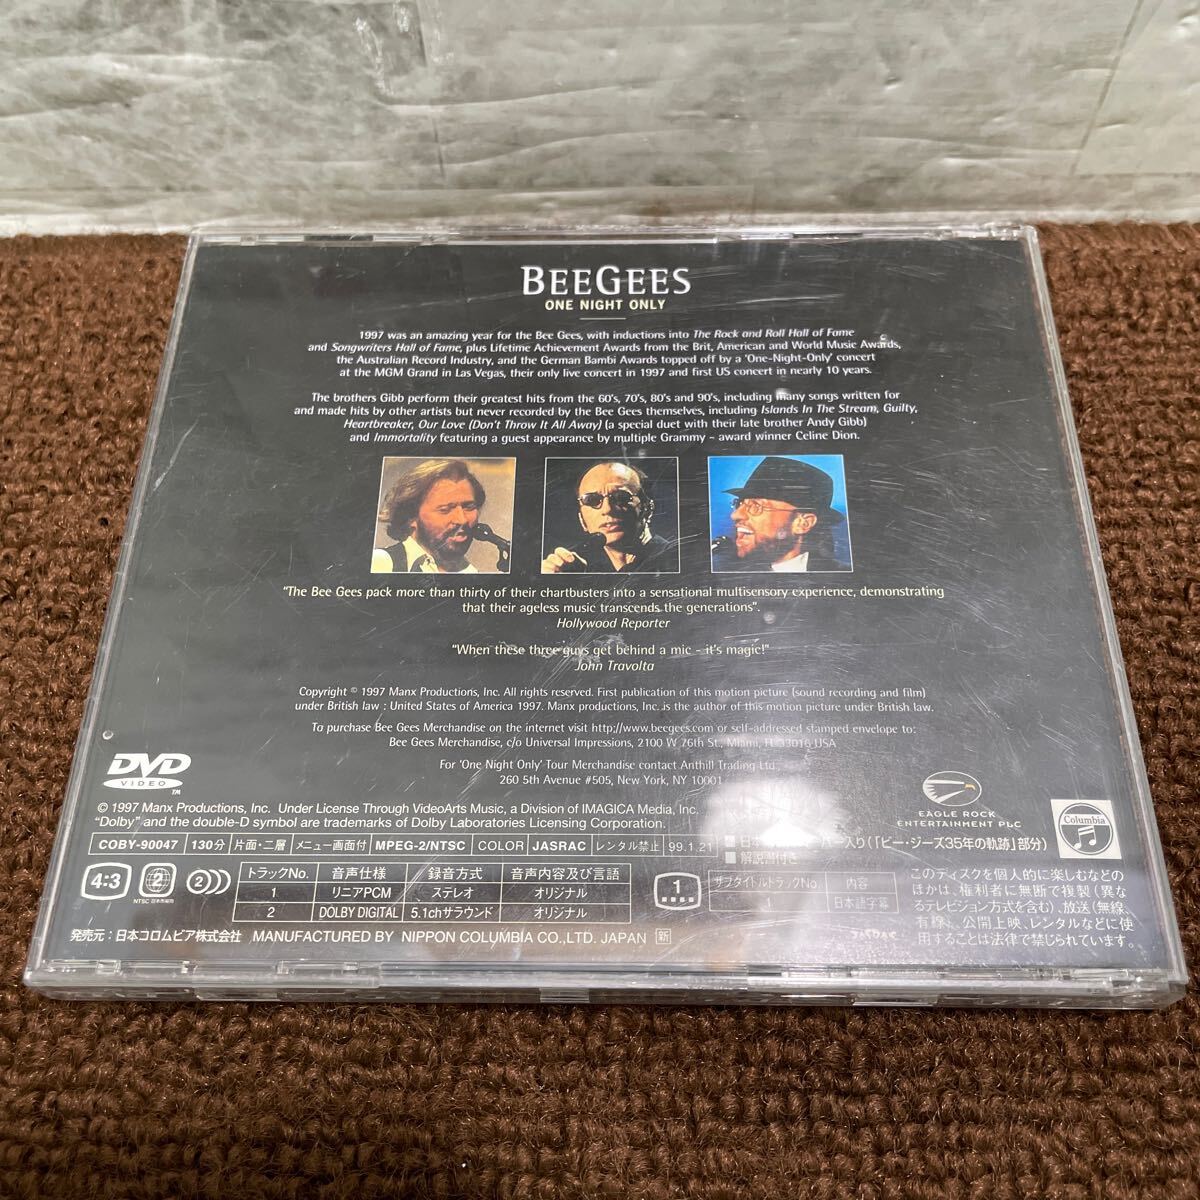 BEEGEES
ONE NIGHT ONLY
1997 was an amazing year for the Bee Gees, with inductions into The Rock and Roll Hall of Fame
and Songwriters Hall of Fame, plus Lifetime Achievement Awards from the Brit, American and World Music Awards,
the Australian Record Industry, and the German Bambi Awards topped off by a 'One-Night-Only' concert
at the MGM Grand in Las Vegas, their only live concert in 1997 and first US concert in nearly 10 years.
The brothers Gibb perform their greatest hits from the 60's, 70's, 80's and 90's, including many songs written for
and made hits by other artists but never recorded by the Bee Gees themselves, including Islands In The Stream, Guilty,
Heartbreaker, Our Love (Don't Throw It All Away) (a special duet with their late brother Andy Gibb)
and Immortality featuring a guest appearance by multiple Grammy - award winner Celine Dion.
"The Bee Gees pack more than thirty of their chartbusters into a sensational multisensory experience, demonstrating
that their ageless music transcends the generations".
Hollywood Reporter
"When these three guys get behind a mic - it's magic!"
John Travolta
Copyright © 1997 Manx Productions, Inc. All rights reserved. First publication of this motion picture (sound recording and film)
under British law : United States of America 1997. Manx productions, Inc. is the author of this motion picture under British law.
To purchase Bee Gees Merchandise on the internet visit http://www.beegees.com or self-addressed stamped envelope to:
Bee Gees Merchandise, c/o Universal Impressions, 2100 W 76th St., Miami, FL 33016 USA
For 'One Night Only' Tour Merchandise contact Anthill Trading Ltd.
260 5th Avenue #505, New York, NY 10001
DVD
VIDEO TM
EAGLE ROCK
ENTERTAINMENT PLC
Columbia
© 1997 Manx Productions, Inc. Under License Through VideoArts Music, a Division of IMAGICA Media, Inc.
"Dolby" and the double-D symbol are trademarks of Dolby Laboratories Licensing Corporation.
COBY-90047 130分 片面・二層 メニュー画面付 MPEG-2/NTSC COLOR JASRAC レンタル禁止 99.1.21
バー入り(「ビー・ジーズ35年の軌跡」部分)
■解説書付き
4:3 2 NTSC 日本市場向 2
トラックNo. 音声仕様 録音方式 音声内容及び言語
1 リニアPCM ステレオ オリジナル
2 DOLBY DIGITAL 5.1chサラウンド オリジナル
1
サブタイトルトラックNo. 内容
1 日本語字幕
このディスクを個人的に楽しむなどの
ほかは、権利者に無断で複製(異な
るテレビジョン方式を含む)、放送(無線、
有線)、公開上映、レンタルなどに使
用することは法律で禁じられています。
発売元：日本コロムビア株式会社 MANUFACTURED BY NIPPON COLUMBIA CO.,LTD. JAPAN 新